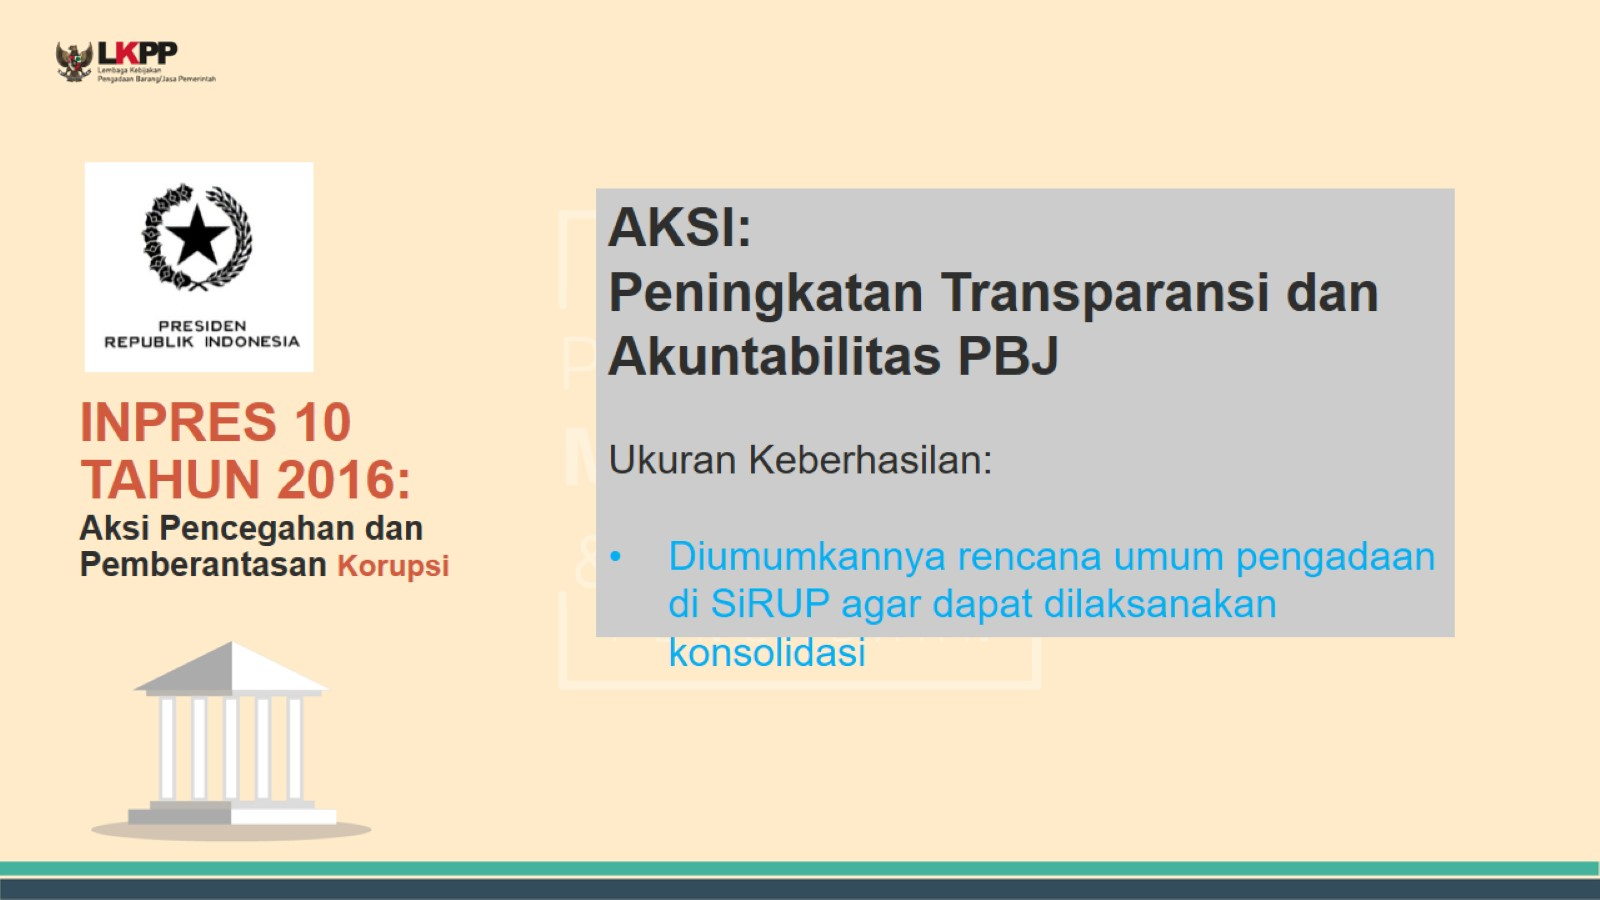 LKPP
Lembaga Kebijakan
Pengadaan Barang/Jasa Pemerintah
PRESIDEN
REPUBLIK INDONESIA
INPRES 10
TAHUN 2016:
Aksi Pencegahan dan
Pemberantasan Korupsi
AKSI:
Peningkatan Transparansi dan
Akuntabilitas PBJ
Ukuran Keberhasilan:
• Diumumkannya rencana umum pengadaan
di SiRUP agar dapat dilaksanakan
konsolidasi
P
M
&